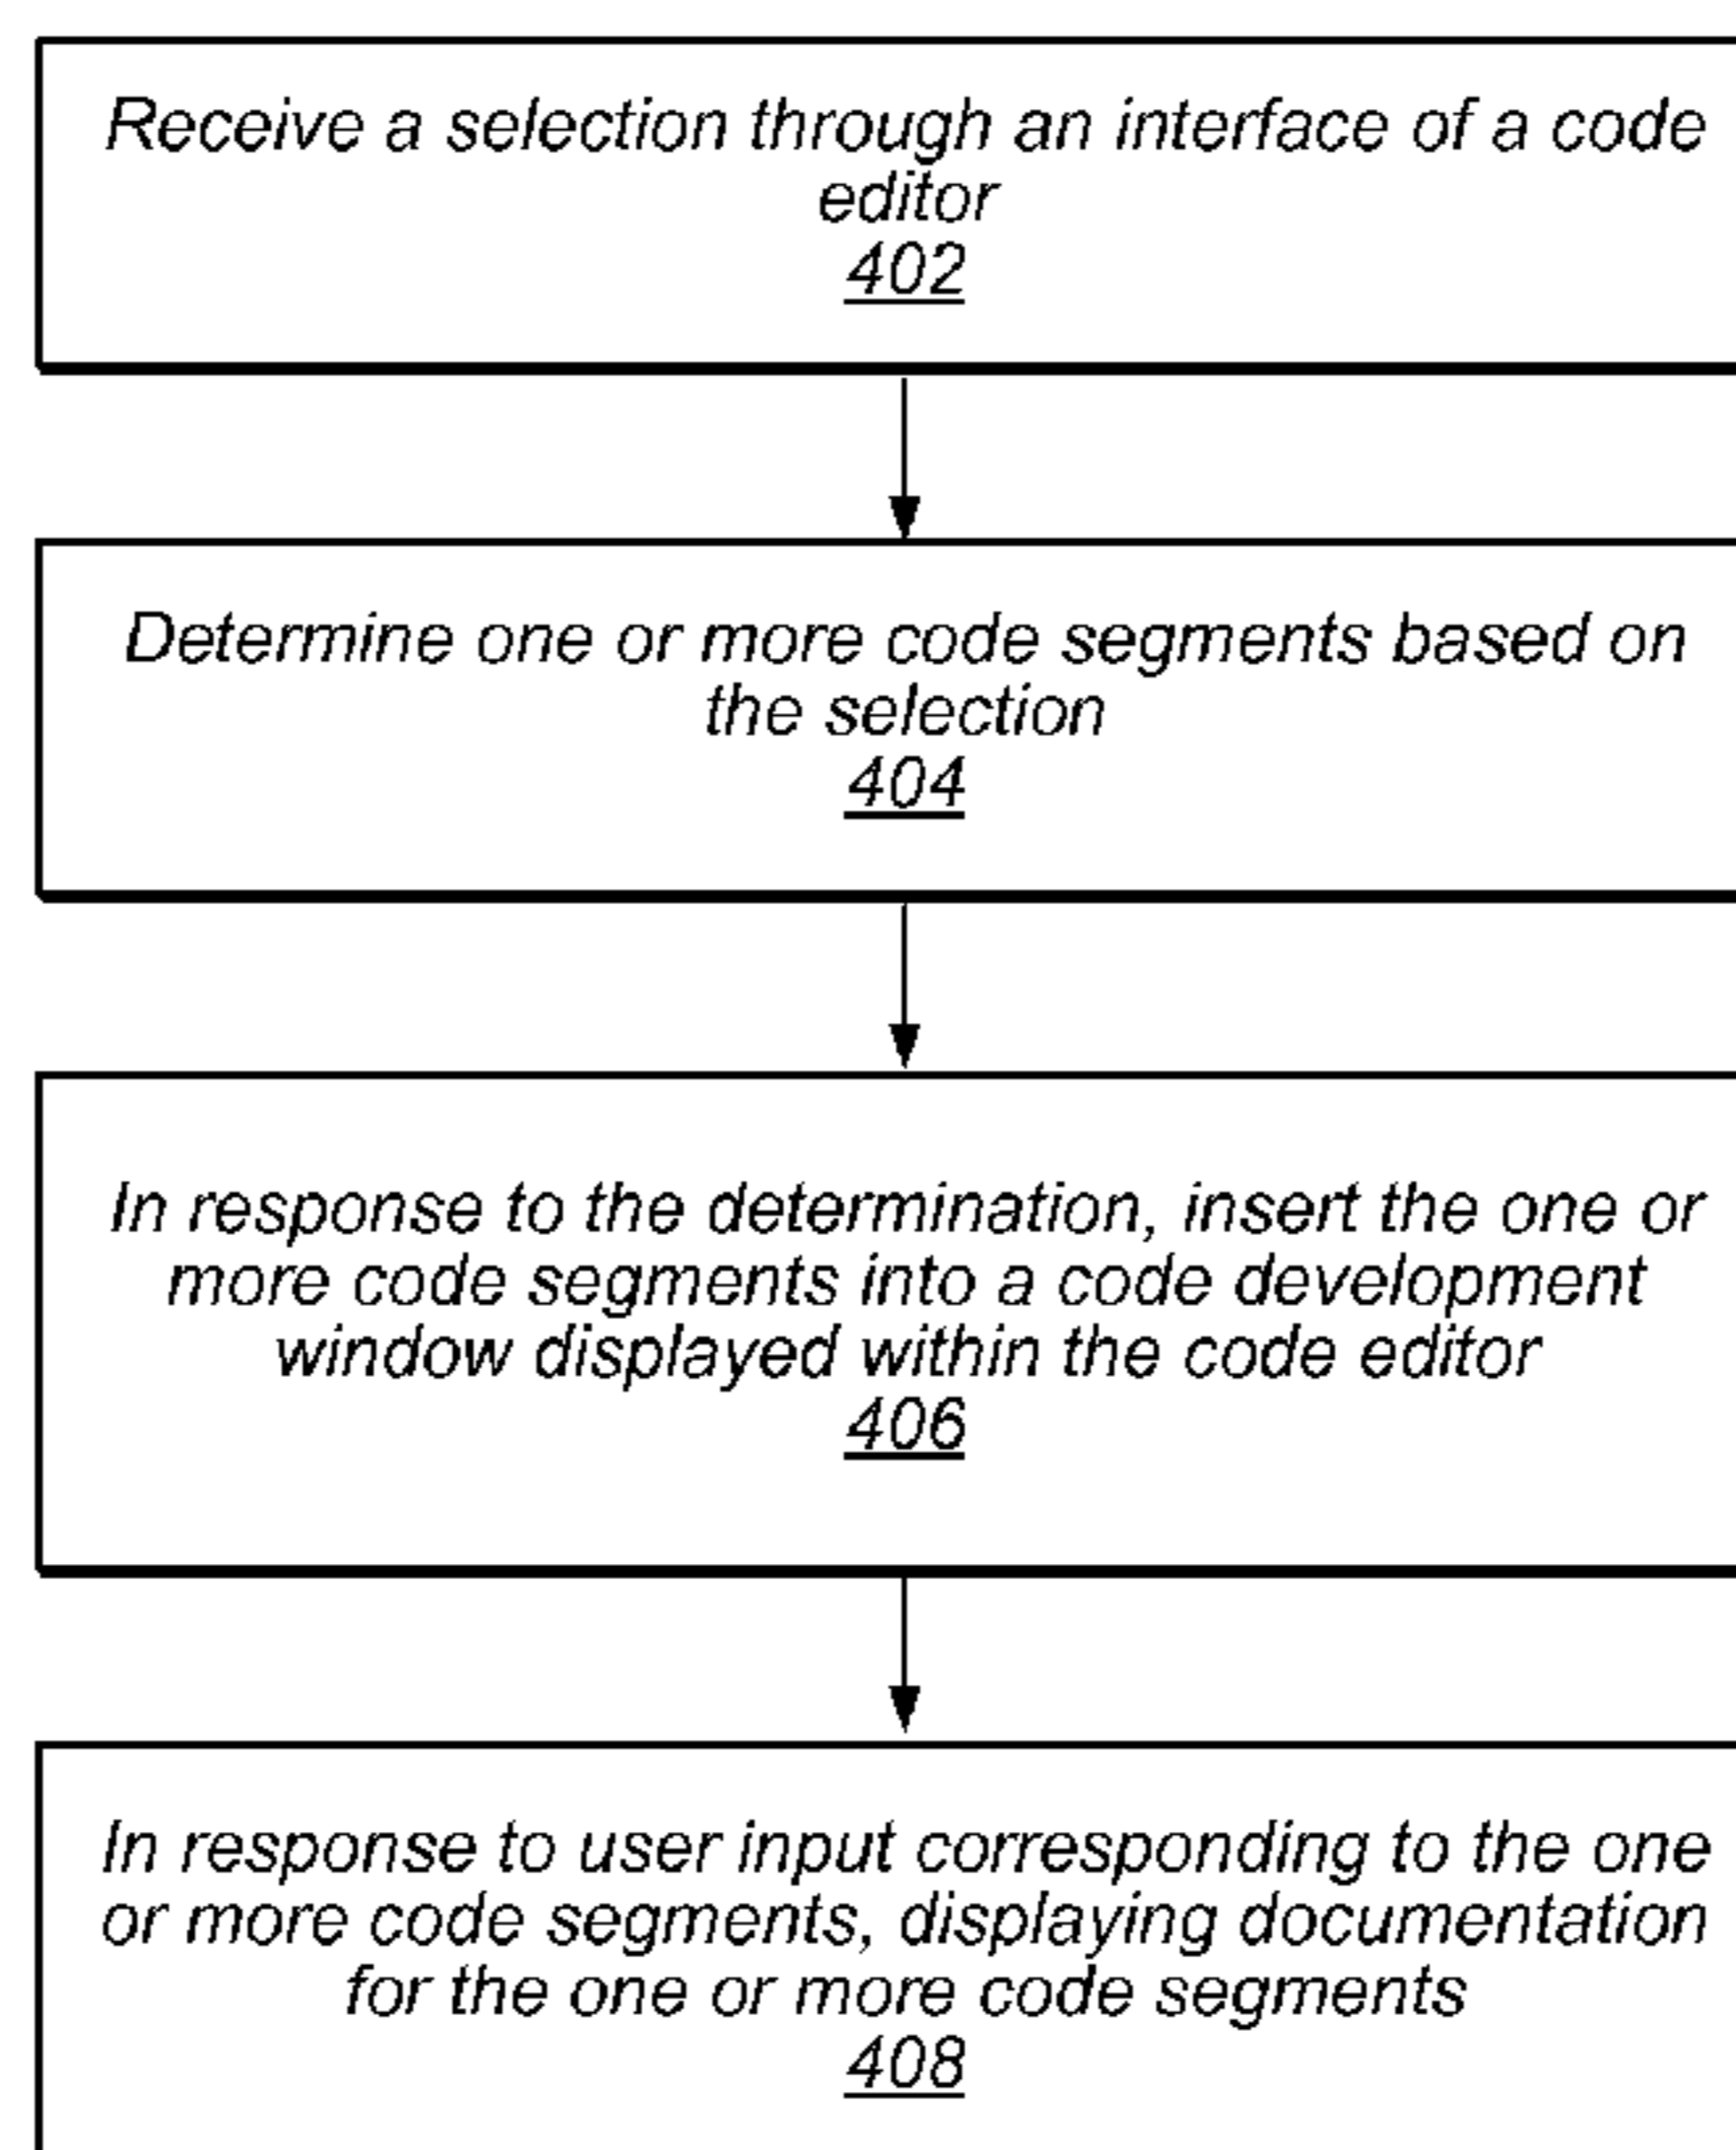 Receive a selection through an interface of a code
editor
402
Determine one or more code segments based on
the selection
404
In response to the determination, insert the one or
more code segments into a code development
window displayed within the code editor
406
In response to user input corresponding to the one
or more code segments, displaying documentation
for the one or more code segments
408